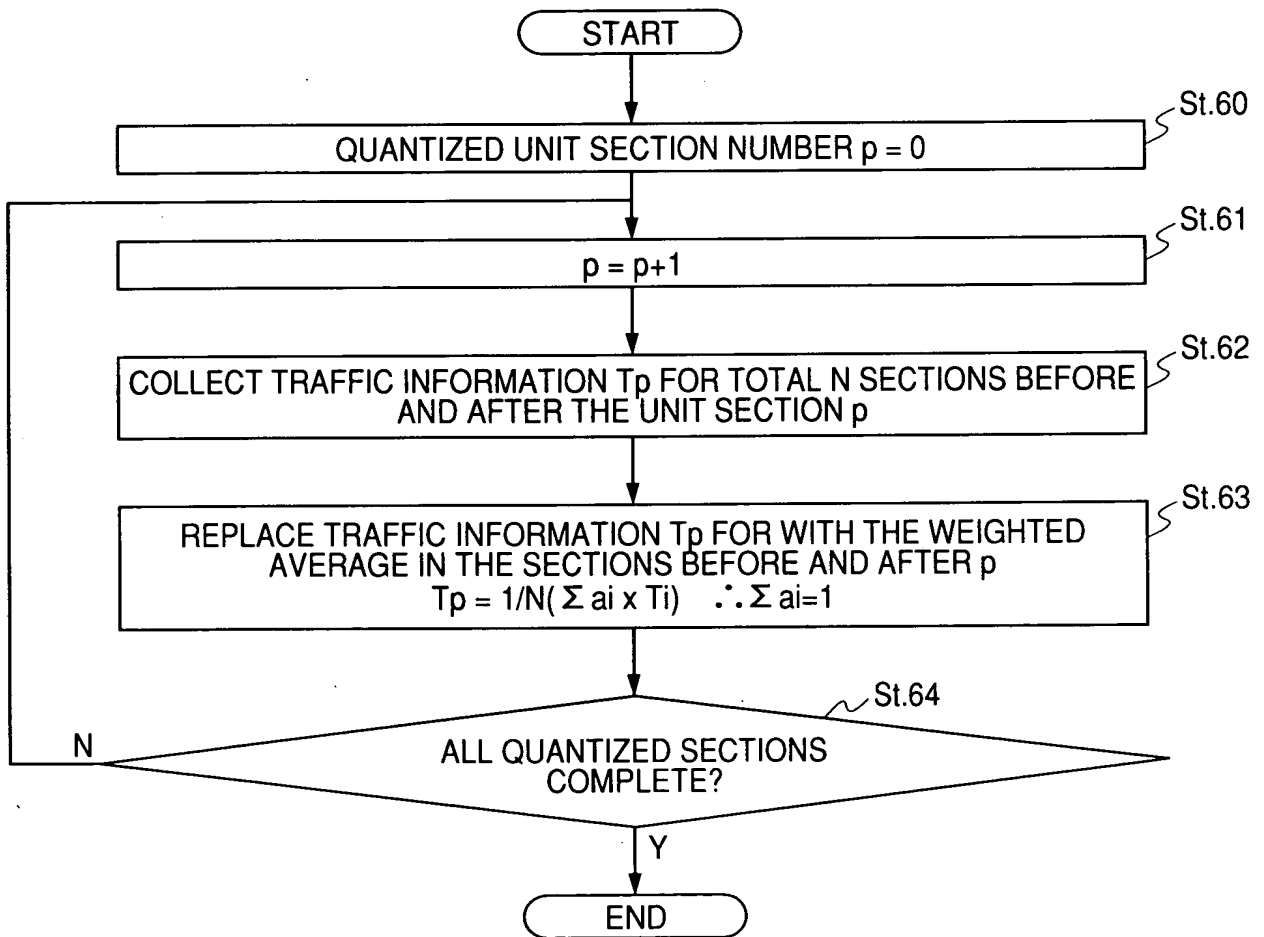 START
St.60
QUANTIZED UNIT SECTION NUMBER p = 0
St.61
p = p+1
St.62
COLLECT TRAFFIC INFORMATION Tp FOR TOTAL N SECTIONS BEFORE
AND AFTER THE UNIT SECTION p
St.63
REPLACE TRAFFIC INFORMATION Tp FOR WITH THE WEIGHTED
AVERAGE IN THE SECTIONS BEFORE AND AFTER p
Tp = 1/N( Σ ai x Ti) ∴ Σ ai=1
St.64
N
ALL QUANTIZED SECTIONS
COMPLETE?
Y
END